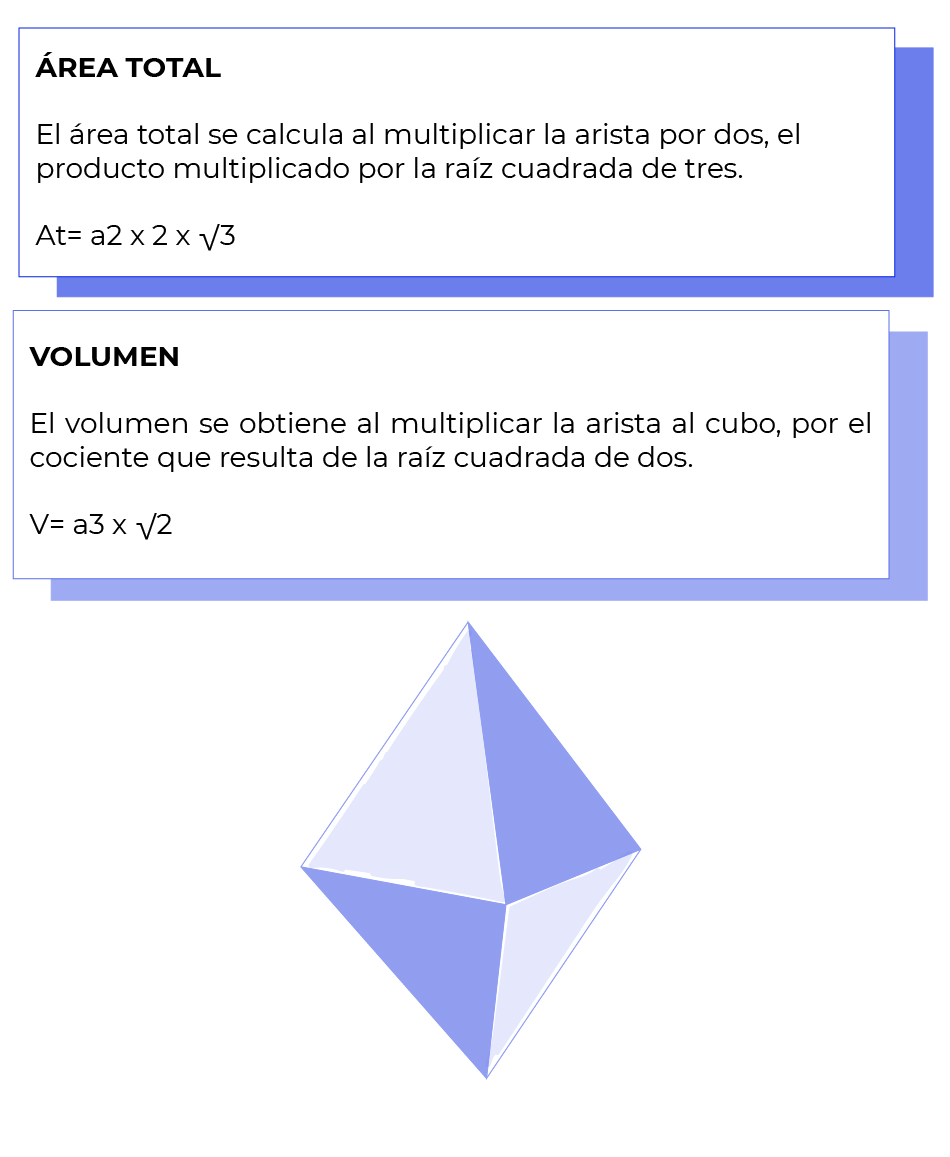 ÁREA TOTAL
El área total se calcula al multiplicar la arista por dos, el
producto multiplicado por la raíz cuadrada de tres.
At= a2 x 2 x √3
VOLUMEN
El volumen se obtiene al multiplicar la arista al cubo, por el
cociente que resulta de la raíz cuadrada de dos.
V= a3 x √2